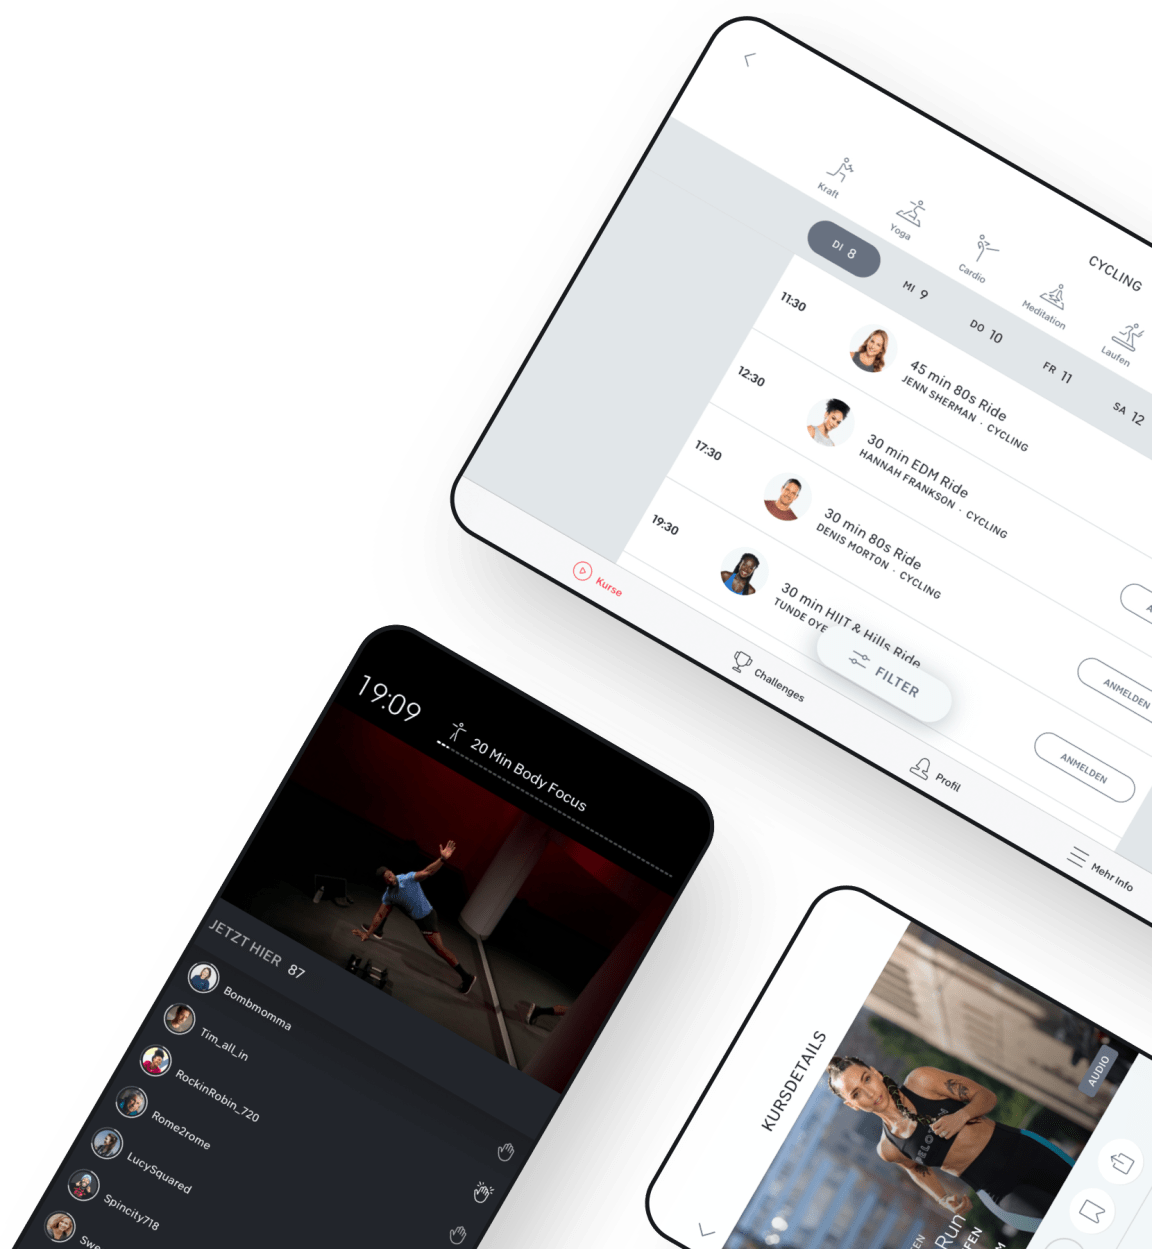 Kraft
Yoga
Cardio
Meditation
Laufen
CYCLING
DI 8
MI 9
DO 10
FR 11
SA 12
11:30
45 min 80s Ride
JENN SHERMAN · CYCLING
12:30
30 min EDM Ride
HANNAH FRANKSON · CYCLING
17:30
30 min 80s Ride
DENIS MORTON · CYCLING
19:30
30 min HIIT & Hills Ride
TUNDE OYE
ANMELDEN
ANMELDEN
FILTER
Kurse
Challenges
Profil
Mehr Info
19:09
20 Min Body Focus
JETZT HIER 87
Bombmomma
Tim_all_in
RockinRobin_720
Rome2rome
LucySquared
Spincity718
Swe
KURSDETAILS
AUDIO
PELOTON
Run